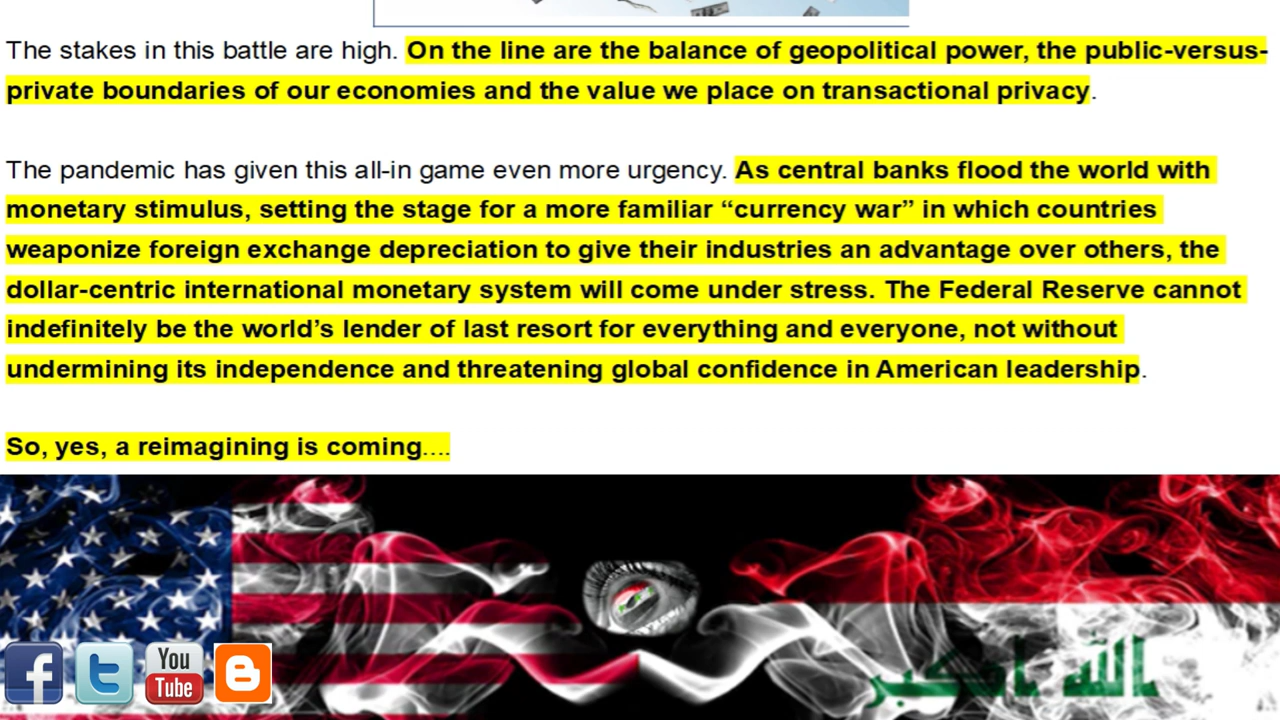 The stakes in this battle are high. On the line are the balance of geopolitical power, the public-versus-
private boundaries of our economies and the value we place on transactional privacy.
The pandemic has given this all-in game even more urgency. As central banks flood the world with
monetary stimulus, setting the stage for a more familiar “currency war” in which countries
weaponize foreign exchange depreciation to give their industries an advantage over others, the
dollar-centric international monetary system will come under stress. The Federal Reserve cannot
indefinitely be the world’s lender of last resort for everything and everyone, not without
undermining its independence and threatening global confidence in American leadership.
So, yes, a reimagining is coming....
You
Tube
الله اكبر